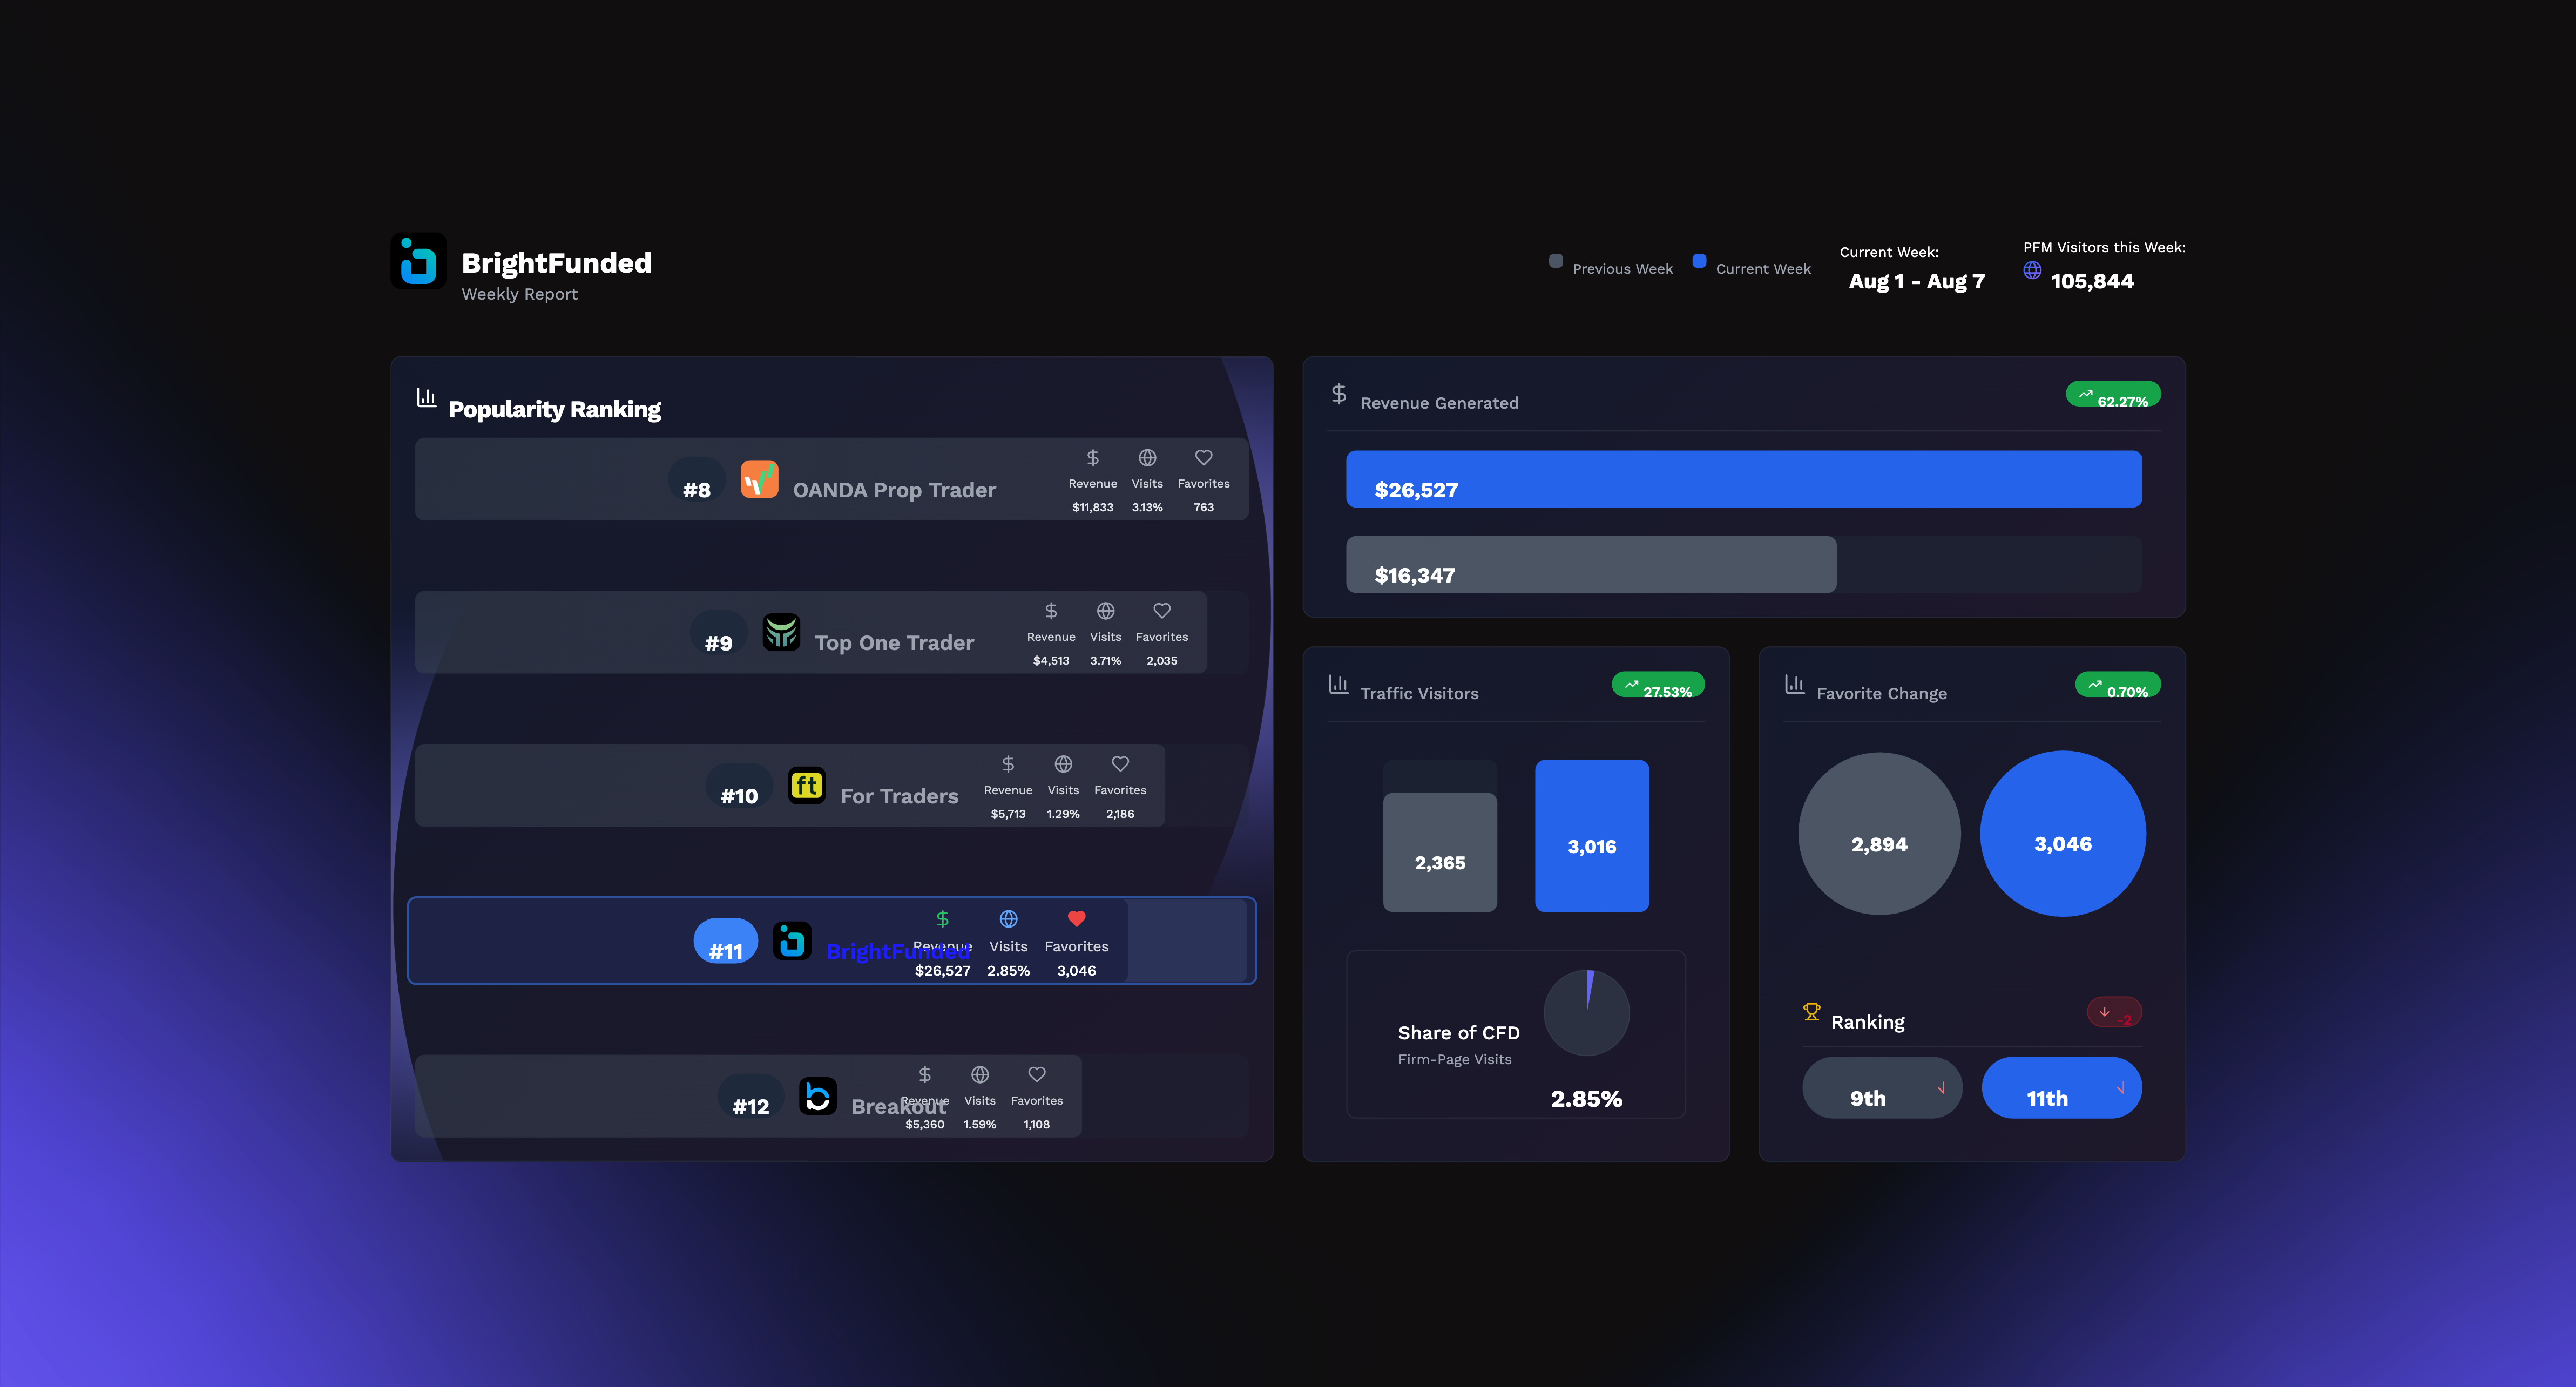 BrightFunded
Weekly Report
Previous Week
Current Week
Current Week:
Aug 1 - Aug 7
PFM Visitors this Week:
105,844
Popularity Ranking
#8
OANDA Prop Trader
Revenue Visits Favorites
$11,833 3.13% 763
#9
Top One Trader
Revenue Visits Favorites
$4,513 3.71% 2,035
#10
ft
For Traders
Revenue Visits Favorites
$5,713 1.29% 2,186
#11
BrightFunded
Revenue Visits Favorites
$26,527 2.85% 3,046
#12
Breakout
Revenue Visits Favorites
$5,360 1.59% 1,108
Revenue Generated
62.27%
$26,527
$16,347
Traffic Visitors
27.53%
2,365
3,016
Share of CFD
Firm-Page Visits
2.85%
Favorite Change
0.70%
2,894
3,046
Ranking
-2
9th
11th